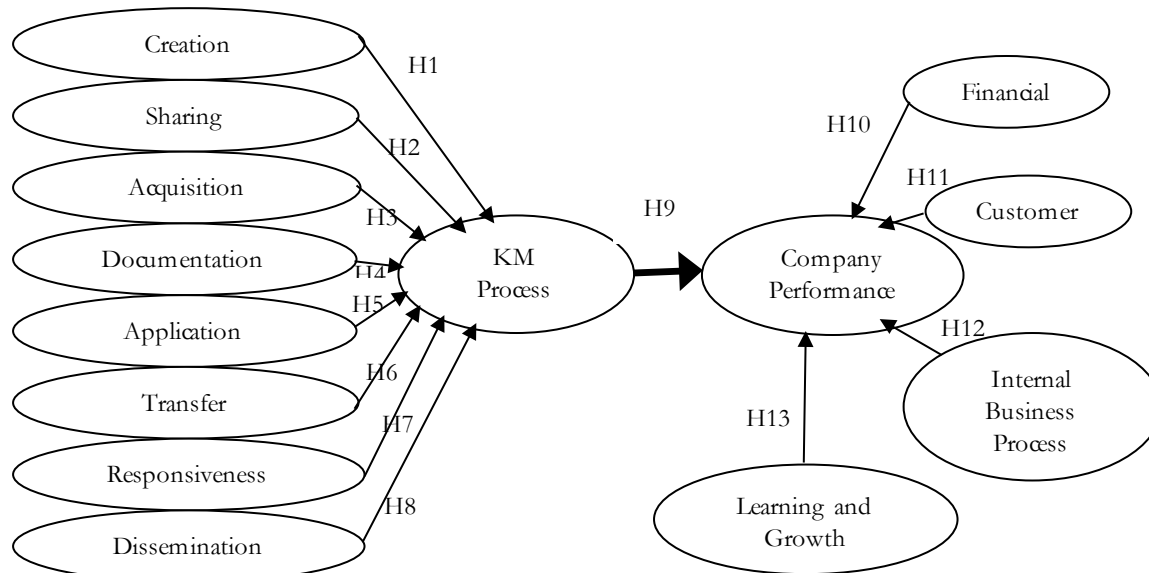 Creation
H1
Sharing
H2
Acquisition
H3
Documentation
H4
Application
H5
Transfer
H6
Responsiveness
H7
Dissemination
H8
KM
Process
H9
Company
Performance
Financial
H10
Customer
H11
Internal
Business
Process
H12
Learning and
Growth
H13